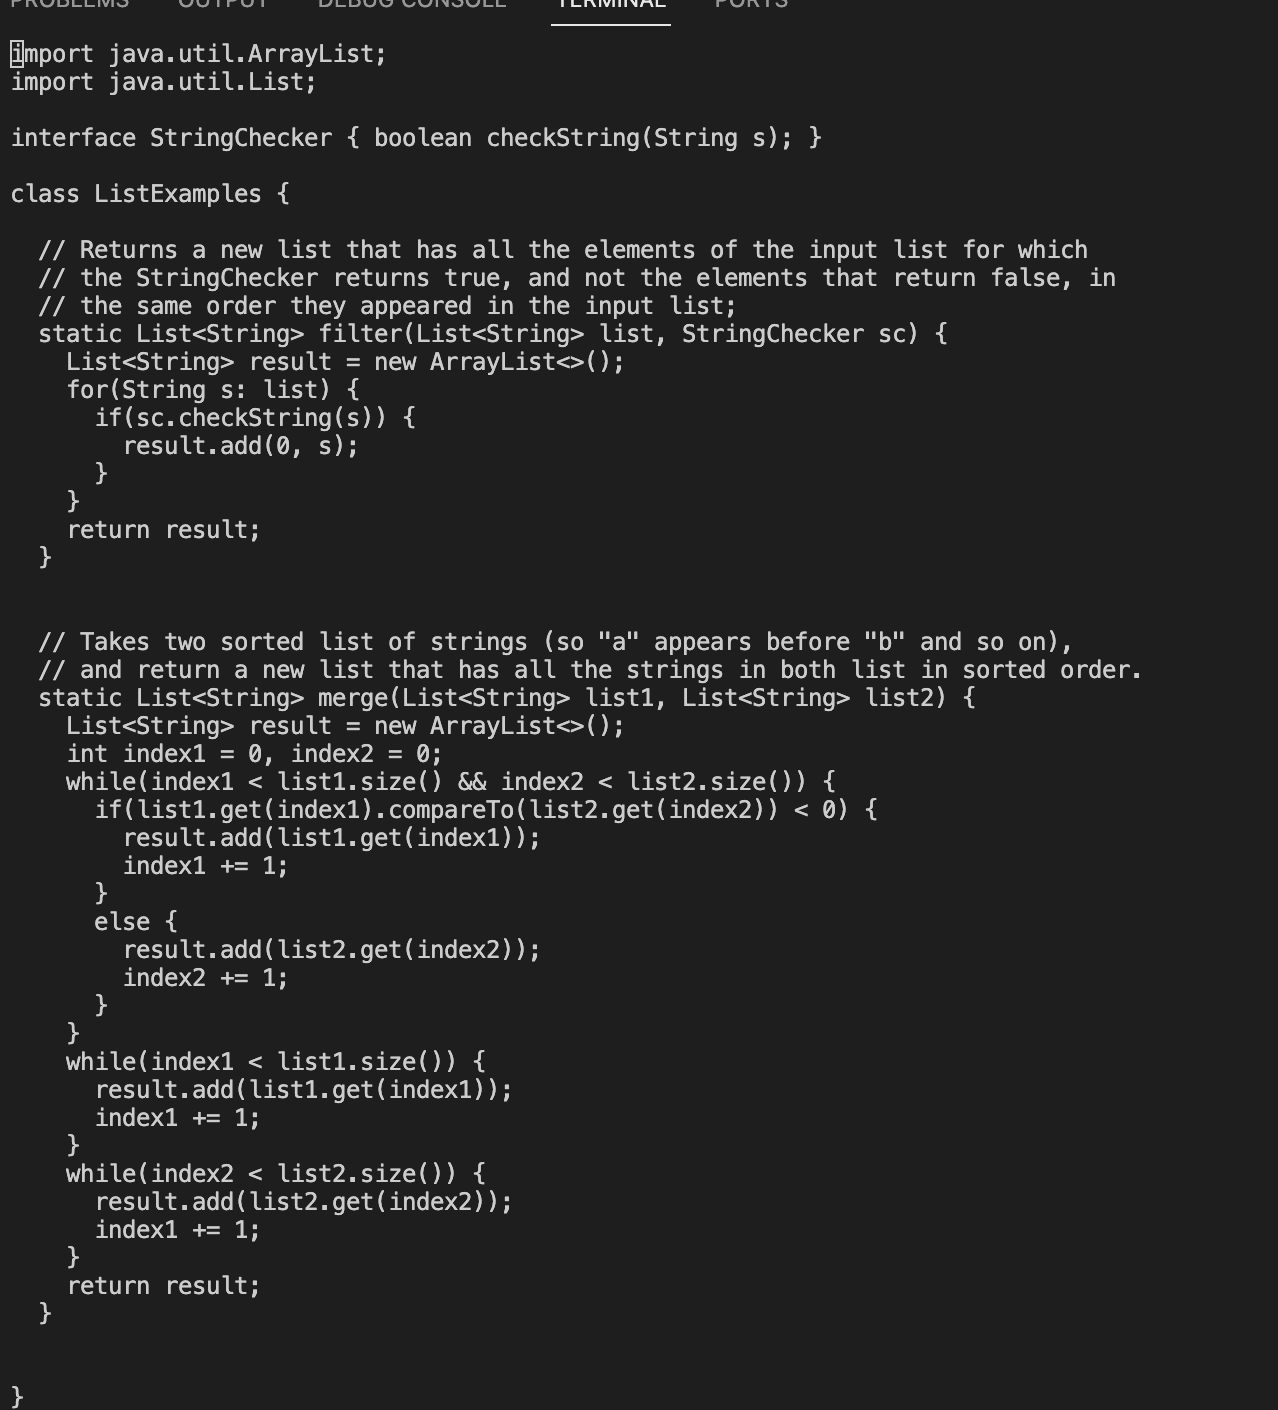 PROBLEMS OUTPUT DEBUG CONSOLE TERMINAL PORTS
import java.util.ArrayList;
import java.util.List;

interface StringChecker { boolean checkString(String s); }

class ListExamples {

  // Returns a new list that has all the elements of the input list for which
  // the StringChecker returns true, and not the elements that return false, in
  // the same order they appeared in the input list;
  static List<String> filter(List<String> list, StringChecker sc) {
    List<String> result = new ArrayList<>();
    for(String s: list) {
      if(sc.checkString(s)) {
        result.add(0, s);
      }
    }
    return result;
  }


  // Takes two sorted list of strings (so "a" appears before "b" and so on),
  // and return a new list that has all the strings in both list in sorted order.
  static List<String> merge(List<String> list1, List<String> list2) {
    List<String> result = new ArrayList<>();
    int index1 = 0, index2 = 0;
    while(index1 < list1.size() && index2 < list2.size()) {
      if(list1.get(index1).compareTo(list2.get(index2)) < 0) {
        result.add(list1.get(index1));
        index1 += 1;
      }
      else {
        result.add(list2.get(index2));
        index2 += 1;
      }
    }
    while(index1 < list1.size()) {
      result.add(list1.get(index1));
      index1 += 1;
    }
    while(index2 < list2.size()) {
      result.add(list2.get(index2));
      index1 += 1;
    }
    return result;
  }


}